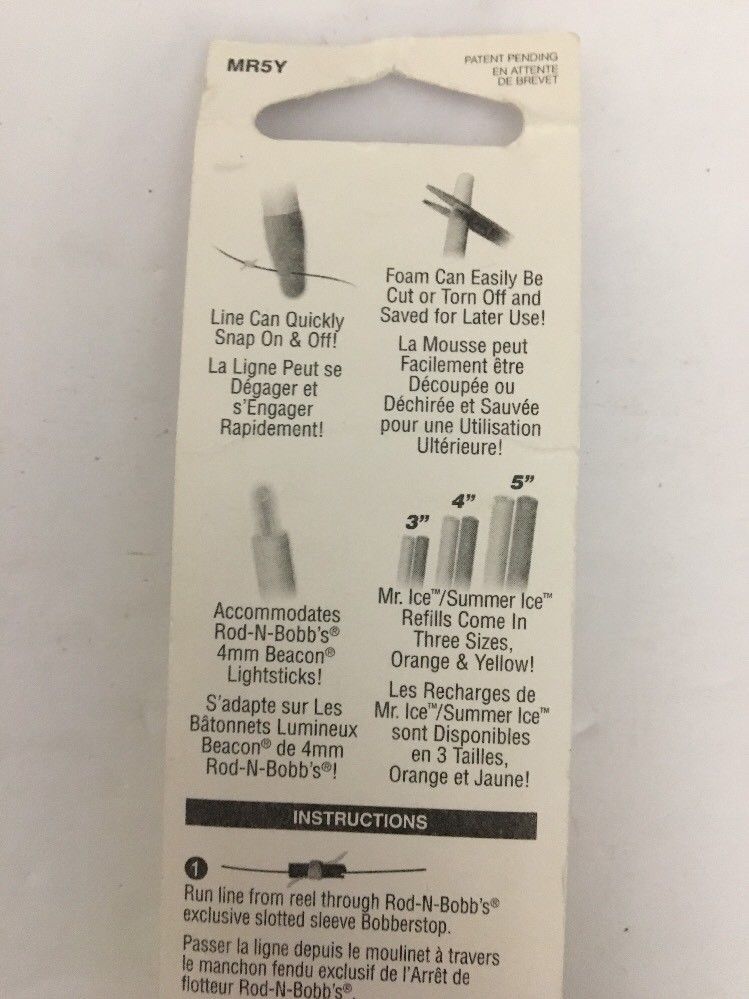 MR5Y
PATENT PENDING
EN ATTENTE
DE BREVET
Line Can Quickly
Snap On & Off!
La Ligne Peut se
Dégager et
s'Engager
Rapidement!
Foam Can Easily Be
Cut or Torn Off and
Saved for Later Use!
La Mousse peut
Facilement être
Découpée ou
Déchirée et Sauvée
pour une Utilisation
Ultérieure!
Accommodates
Rod-N-Bobb's®
4mm Beacon®
Lightsticks!
S'adapte sur Les
Bâtonnets Lumineux
Beacon® de 4mm
Rod-N-Bobb's®!
3”
4”
5”
Mr. Ice™/Summer Ice™
Refills Come In
Three Sizes,
Orange & Yellow!
Les Recharges de
Mr. Ice™/Summer Ice™
sont Disponibles
en 3 Tailles,
Orange et Jaune!
INSTRUCTIONS
1
Run line from reel through Rod-N-Bobb's®
exclusive slotted sleeve Bobberstop.
Passer la ligne depuis le moulinet à travers
le manchon fendu exclusif de l'Arrêt de
flotteur Rod-N-Bobb's®.